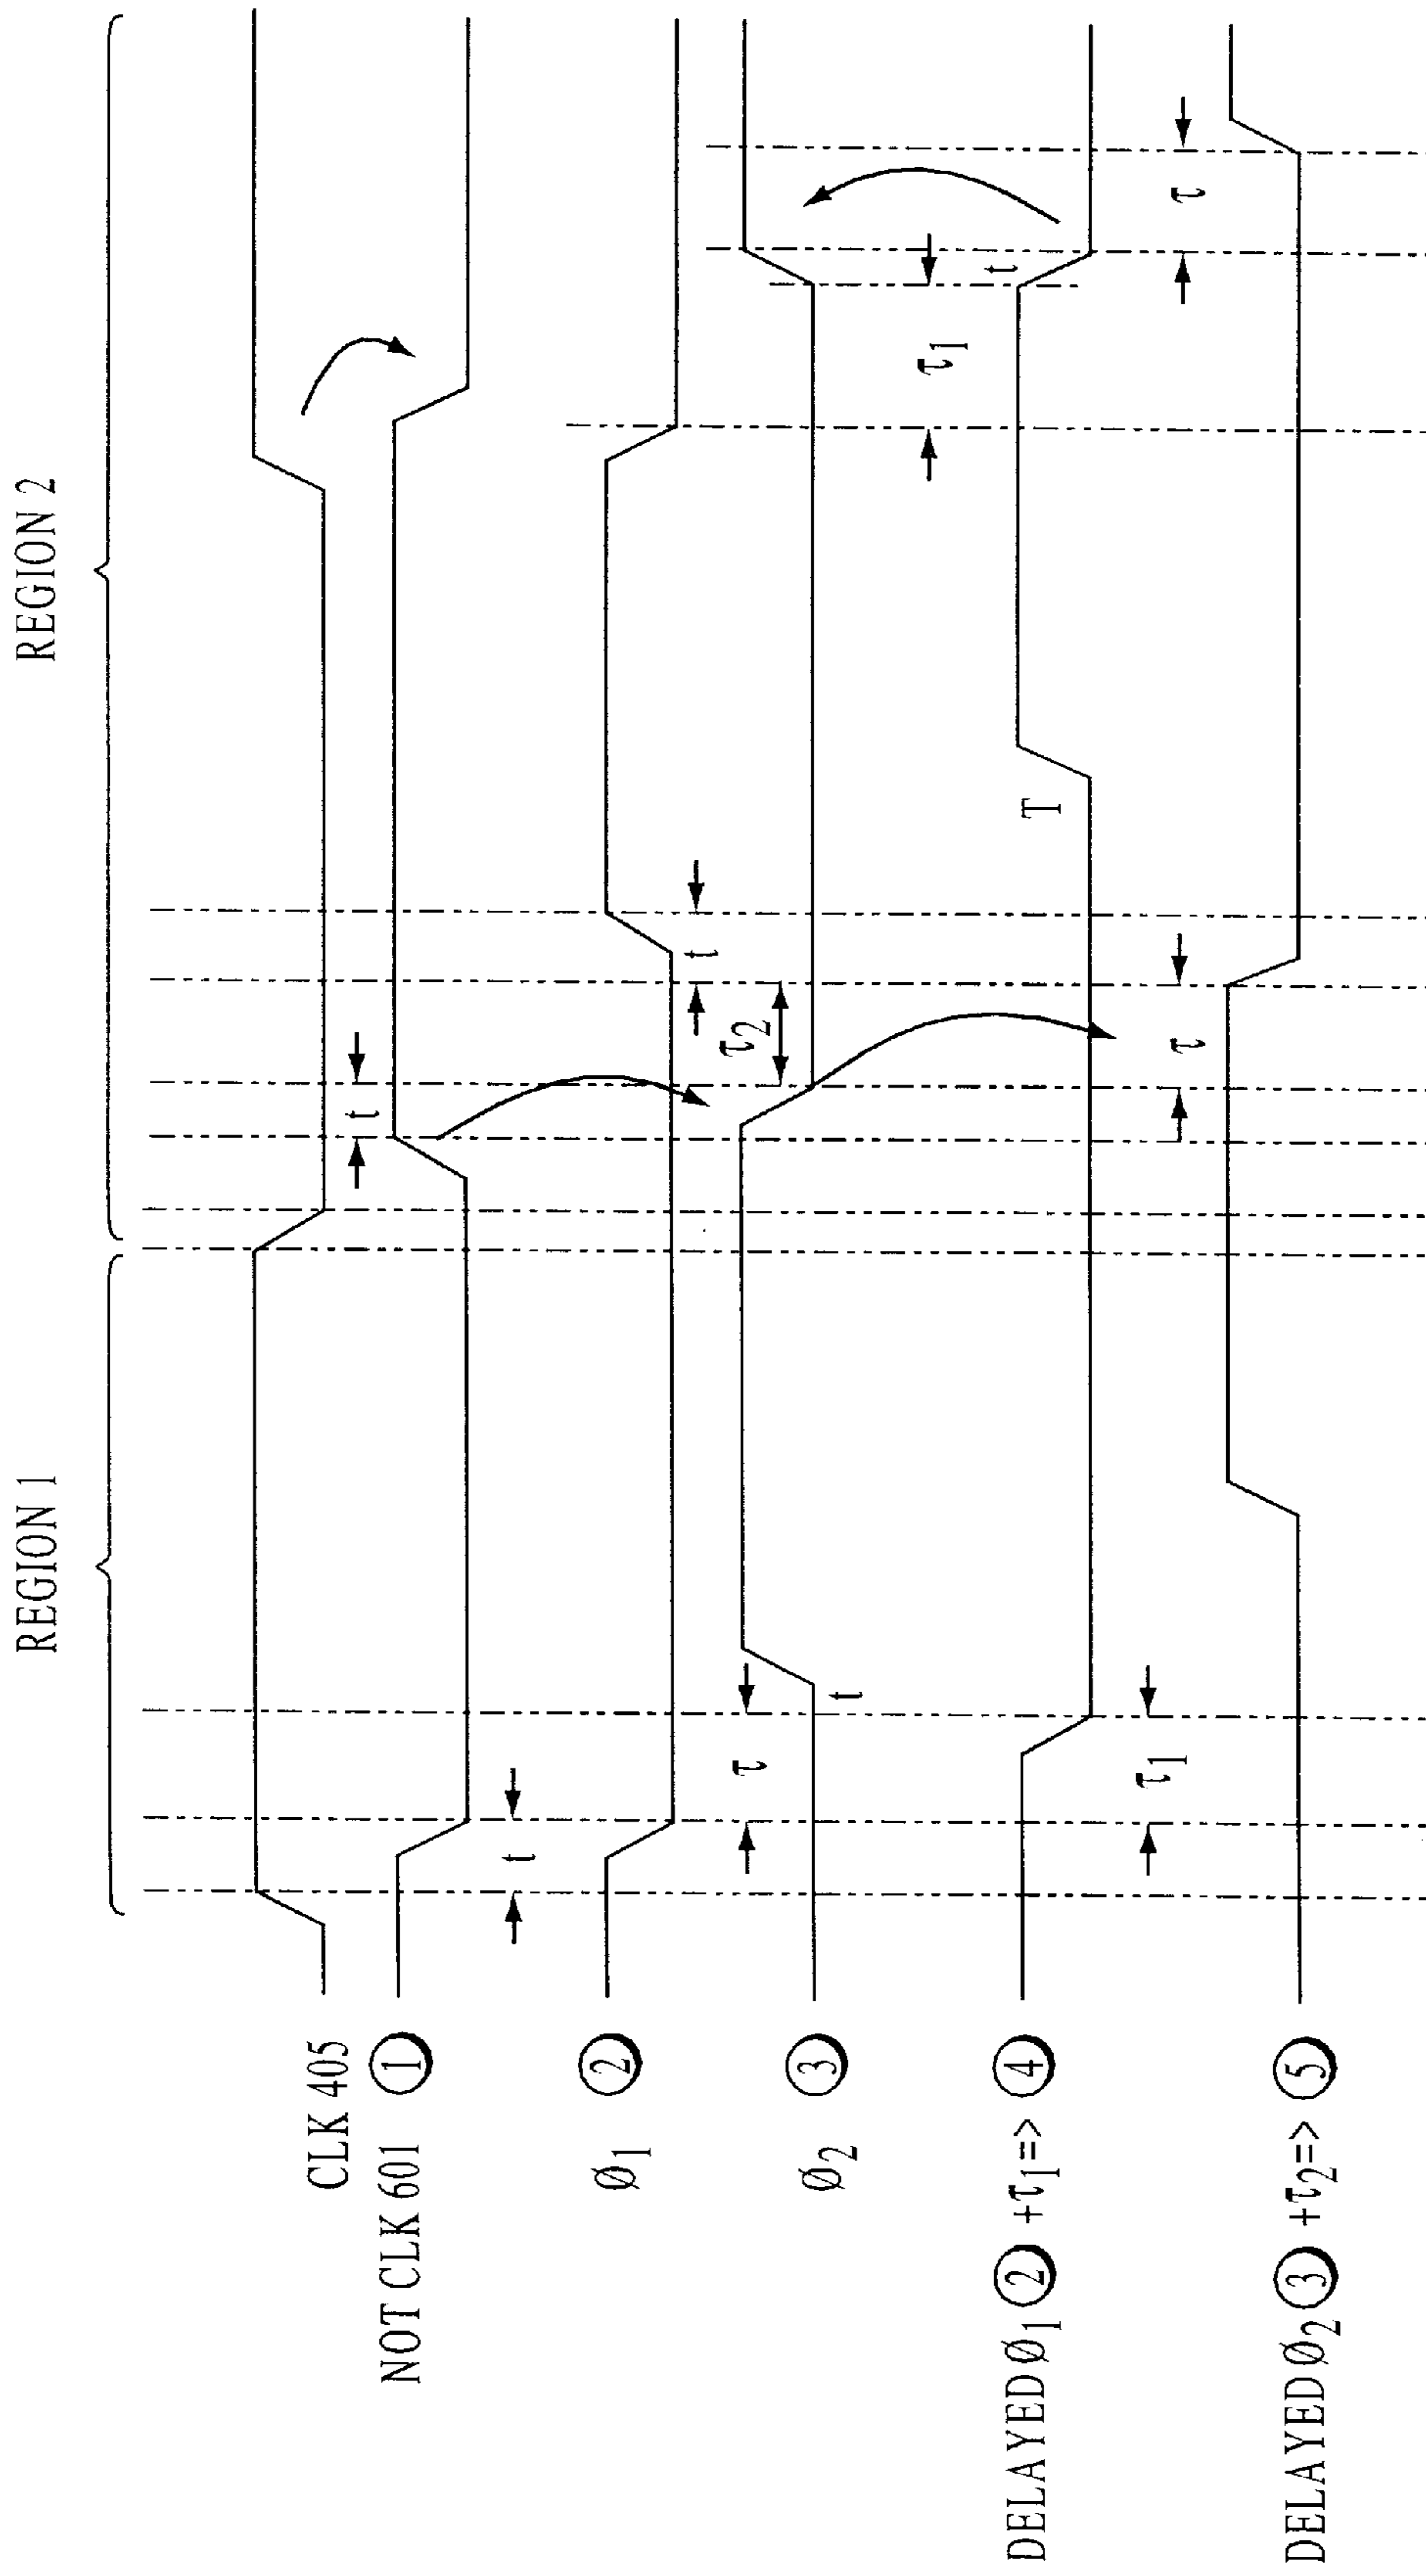 REGION 1
REGION 2
CLK 405
NOT CLK 601 ①
t
t
Ø1 ②
t
Ø2 ③
τ
t
τ2
τ1
DELAYED Ø1 ② +τ1=> ④
T
t
τ1
τ
τ
DELAYED Ø2 ③ +τ2=> ⑤